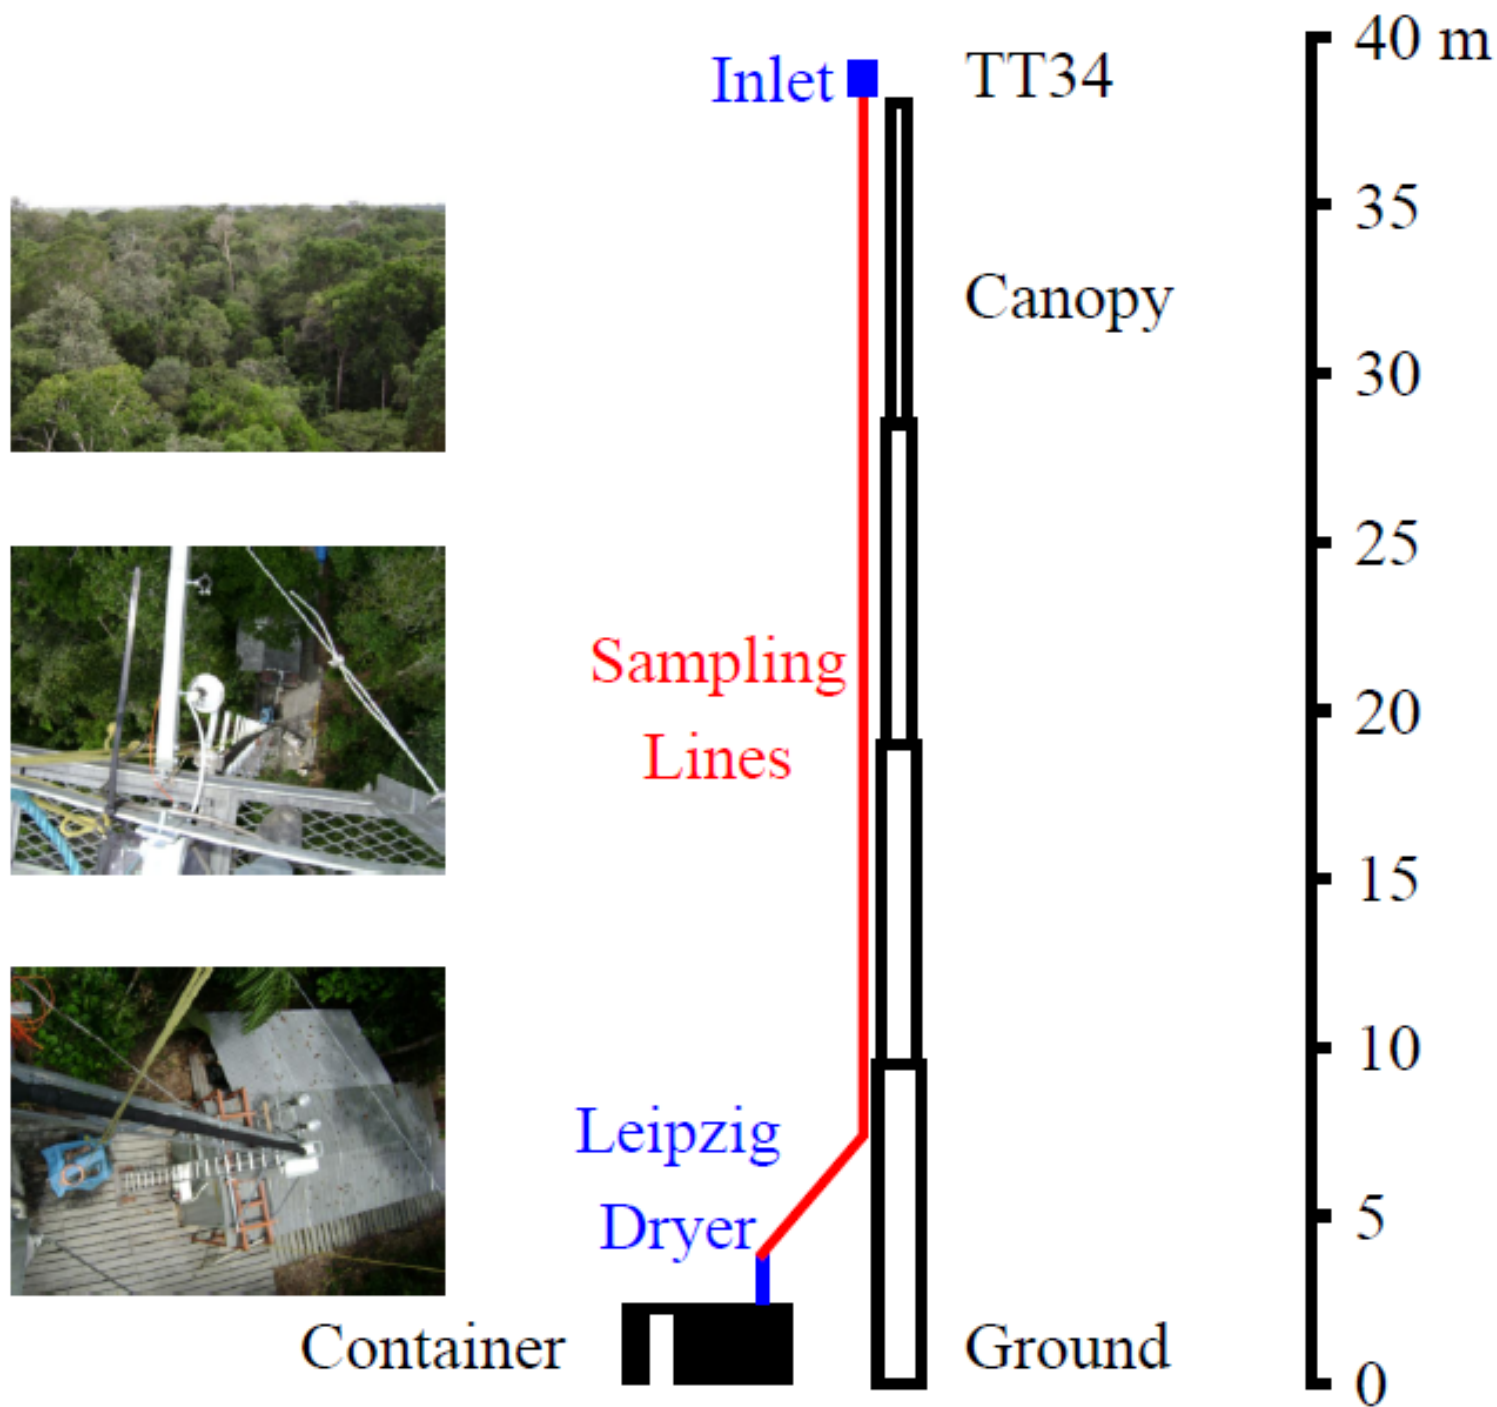 40 m
Inlet
TT34
35
Canopy
30
25
Sampling
Lines
20
15
10
Leipzig
Dryer
5
Container
Ground
0